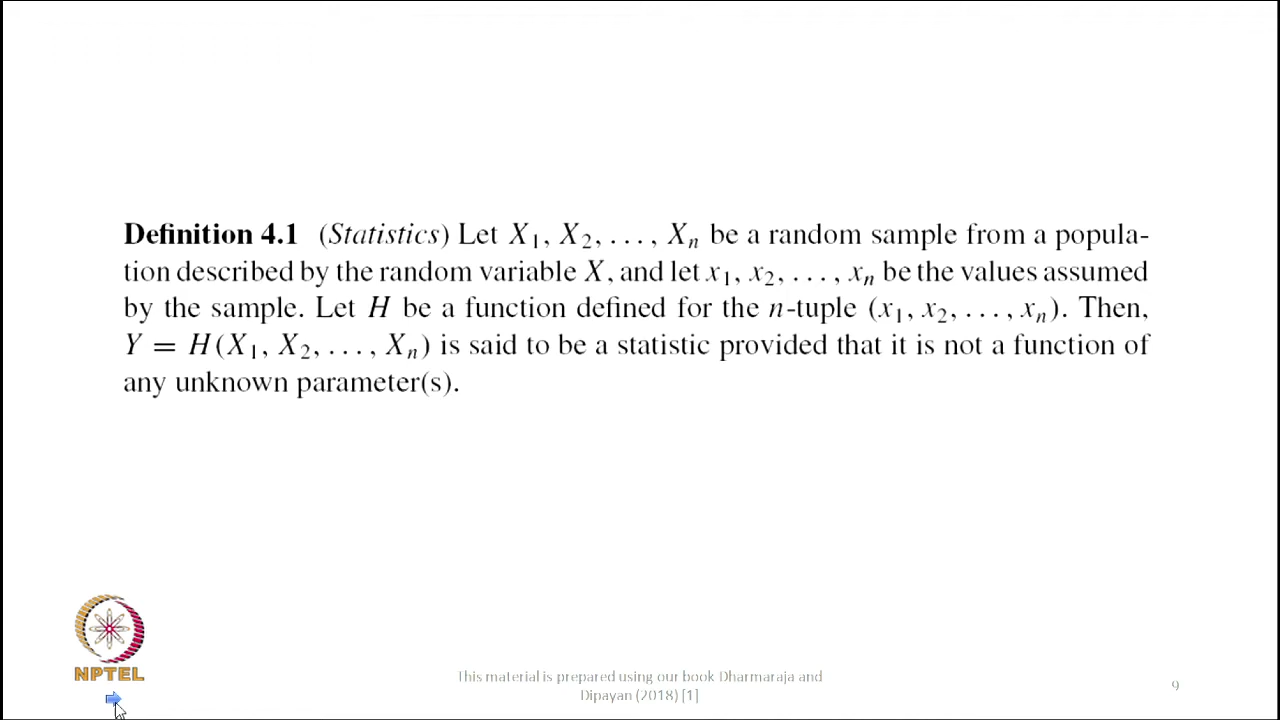 Definition 4.1 (Statistics) Let X₁, X₂, . . . , Xₙ be a random sample from a popula-
tion described by the random variable X, and let x₁, x₂, . . . , xₙ be the values assumed
by the sample. Let H be a function defined for the n-tuple (x₁, x₂, . . . , xₙ). Then,
Y = H(X₁, X₂, . . . , Xₙ) is said to be a statistic provided that it is not a function of
any unknown parameter(s).
NPTEL
This material is prepared using our book Dharmaraja and
Dipayan (2018) [1]
9